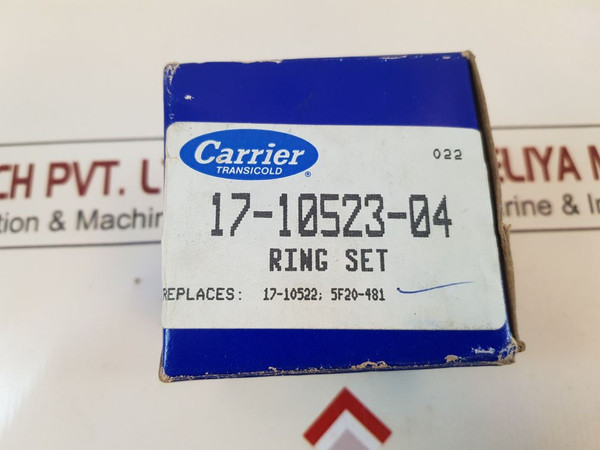 Carrier
TRANSICOLD
®
022
17-10523-04
RING SET
REPLACES: 17-10522; 5F20-481
CH PVT. L
tion & Machin
ELIYA M
rine & In